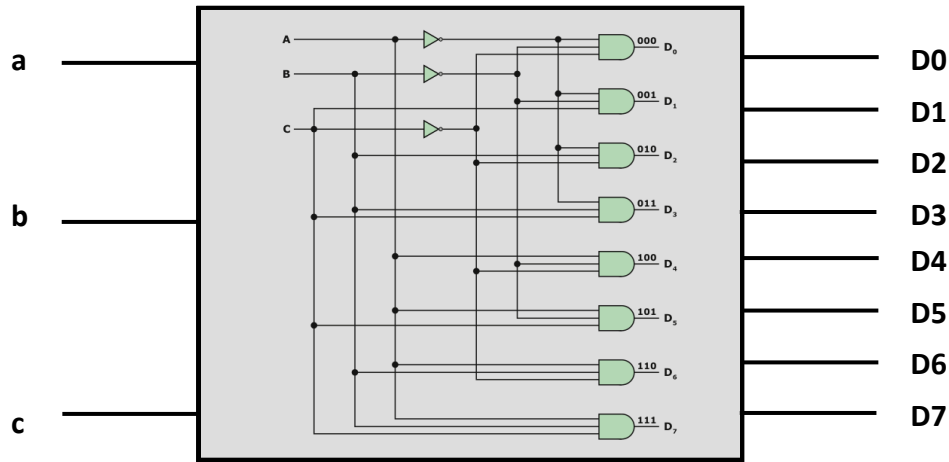 a
b
c
A
B
C
000 D₀
001 D₁
010 D₂
011 D₃
100 D₄
101 D₅
110 D₆
111 D₇
D0
D1
D2
D3
D4
D5
D6
D7